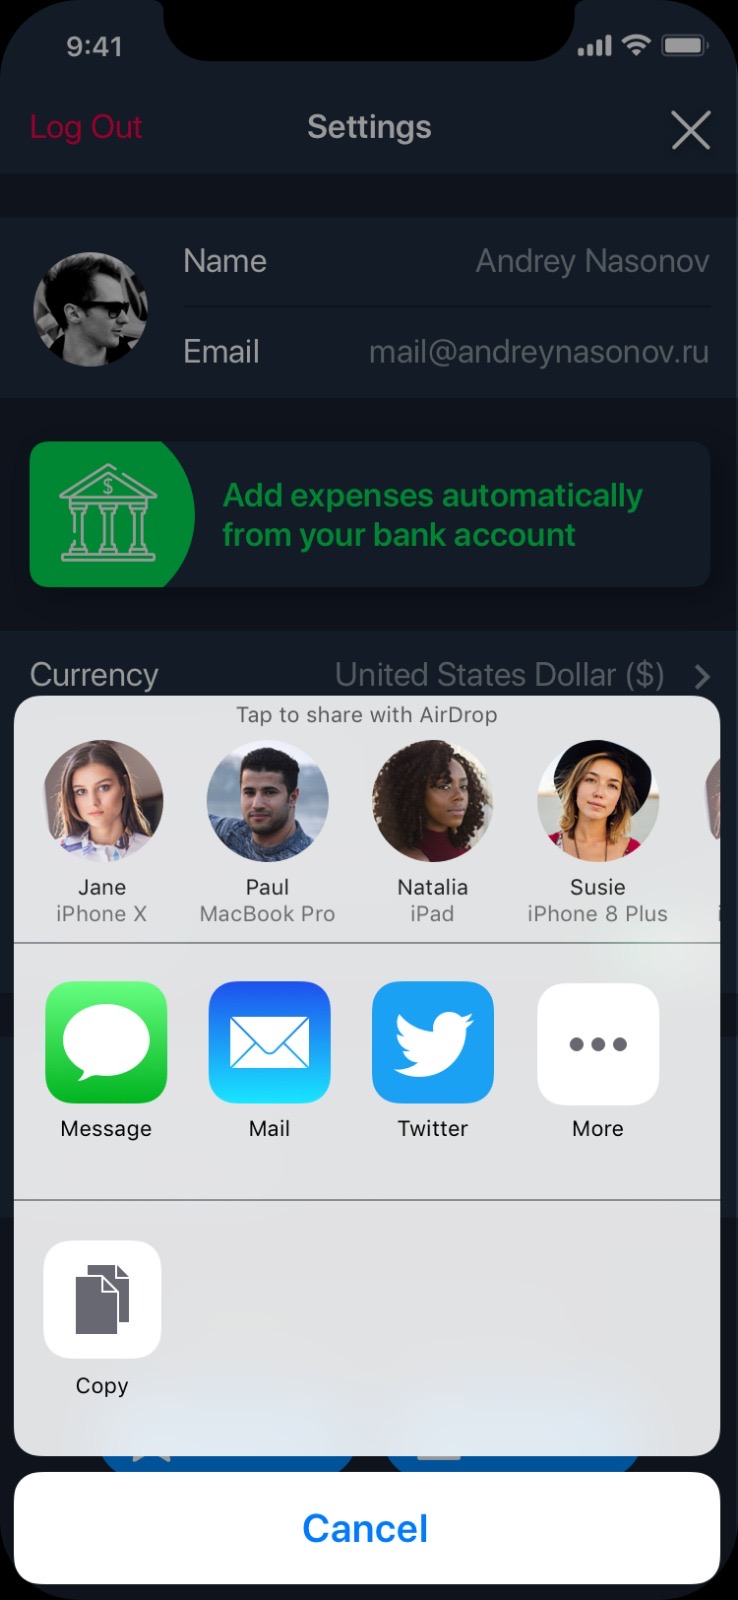 9:41
Log Out
Settings
Name
Andrey Nasonov
Email
mail@andreynasonov.ru
$
Add expenses automatically
from your bank account
Currency
United States Dollar ($)
Tap to share with AirDrop
Jane
iPhone X
Paul
MacBook Pro
Natalia
iPad
Susie
iPhone 8 Plus
Message
Mail
Twitter
More
Copy
Cancel